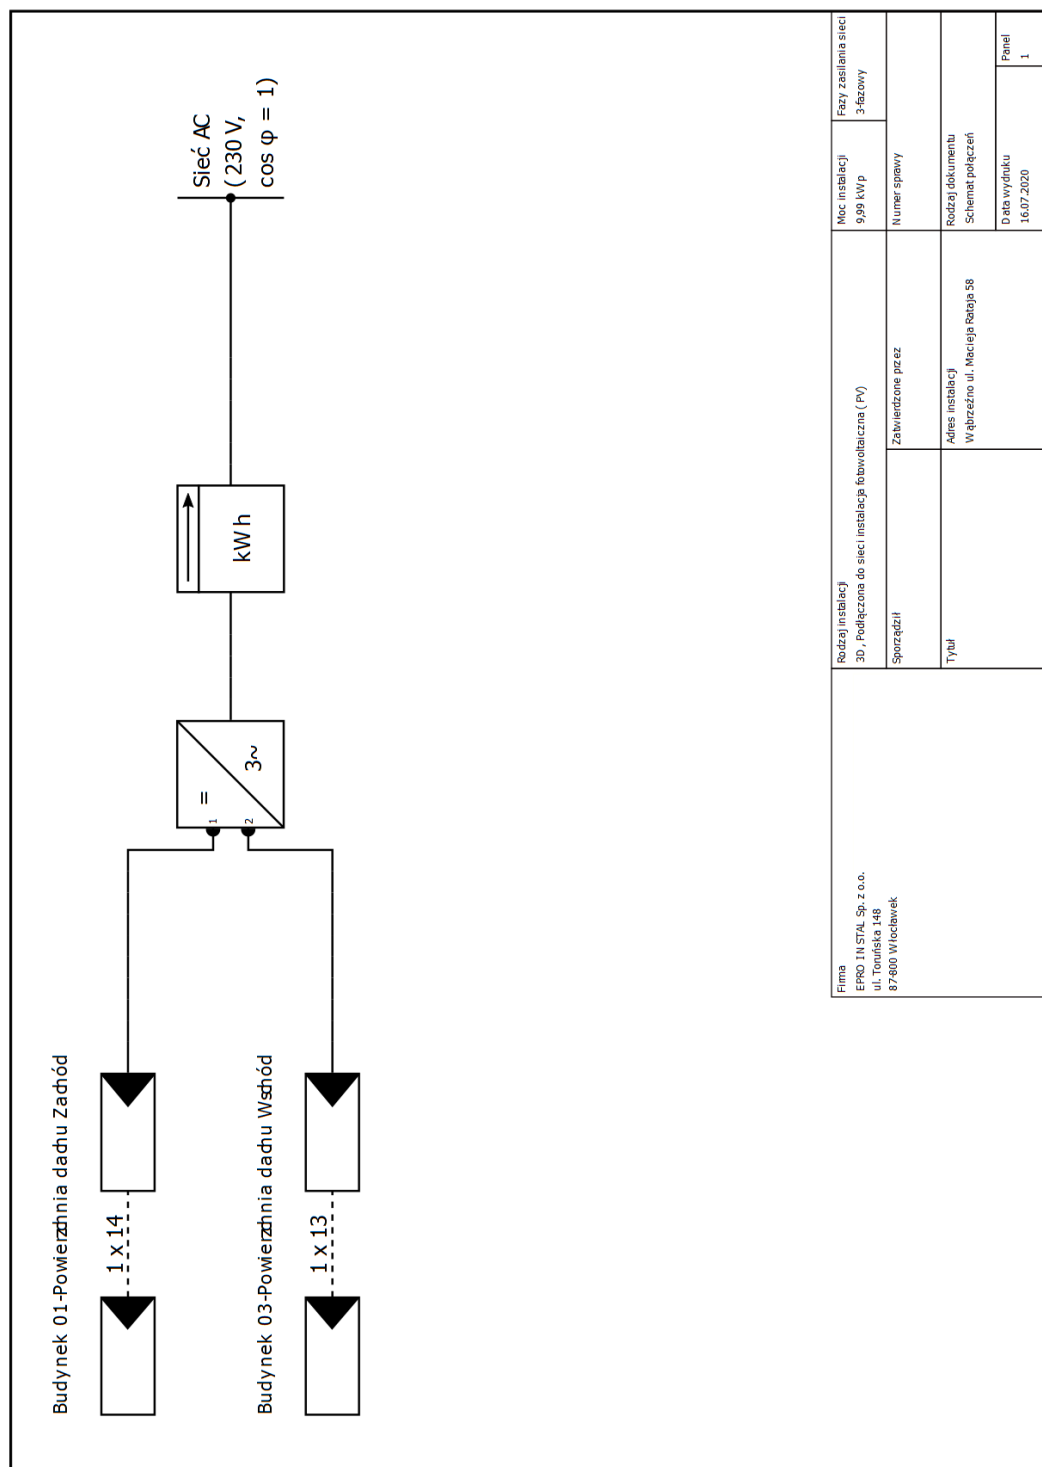 Sieć AC
(230 V,
cos φ = 1)
kWh
=
3~
1
2
Budynek 01-Powierzchnia dachu Zachód
1 x 14
Budynek 03-Powierzchnia dachu Wschód
1 x 13
Firma
EPRO INSTAL Sp. z o.o.
ul. Toruńska 148
87-800 Włocławek
Rodzaj instalacji
3D, Podłączona do sieci instalacja fotowoltaiczna (PV)
Moc instalacji
9,99 kWp
Fazy zasilania sieci
3-fazowy
Sporządził
Zatwierdzone przez
Numer sprawy
Tytuł
Adres instalacji
Wąbrzeźno ul. Macieja Rataja 58
Rodzaj dokumentu
Schemat połączeń
Data wydruku
16.07.2020
Panel
1